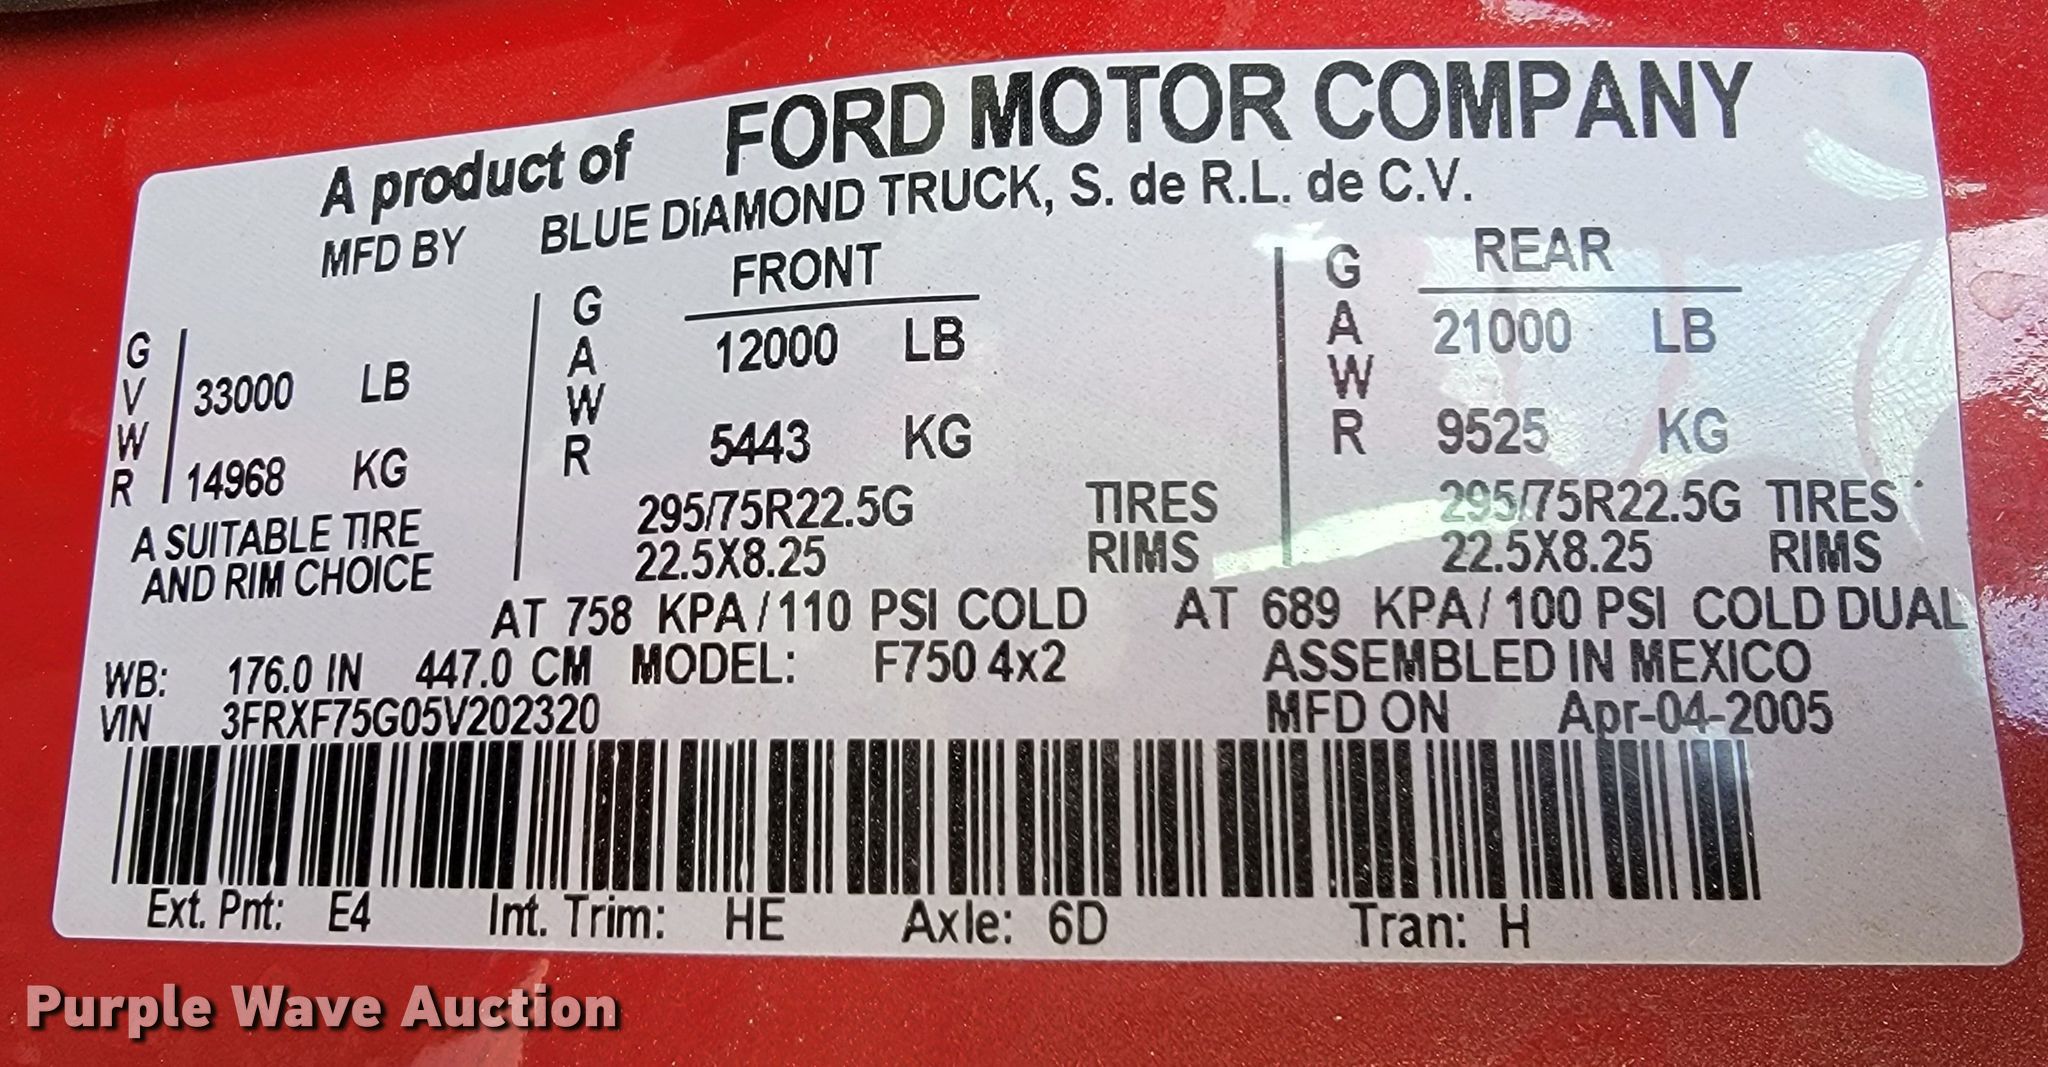 A product of FORD MOTOR COMPANY
MFD BY BLUE DiAMOND TRUCK, S. de R.L. de C.V.
GVWR 33000 LB
14968 KG
A SUITABLE TIRE
AND RIM CHOICE
GAWR FRONT
12000 LB
5443 KG
295/75R22.5G TIRES
22.5X8.25 RIMS
AT 758 KPA/110 PSI COLD
GAWR REAR
21000 LB
9525 KG
295/75R22.5G TIRES
22.5X8.25 RIMS
AT 689 KPA/100 PSI COLD DUAL
WB: 176.0 IN 447.0 CM MODEL: F750 4x2 ASSEMBLED IN MEXICO
VIN 3FRXF75G05V202320 MFD ON Apr-04-2005
Ext. Pnt: E4 Int. Trim: HE Axle: 6D Tran: H
Purple Wave Auction